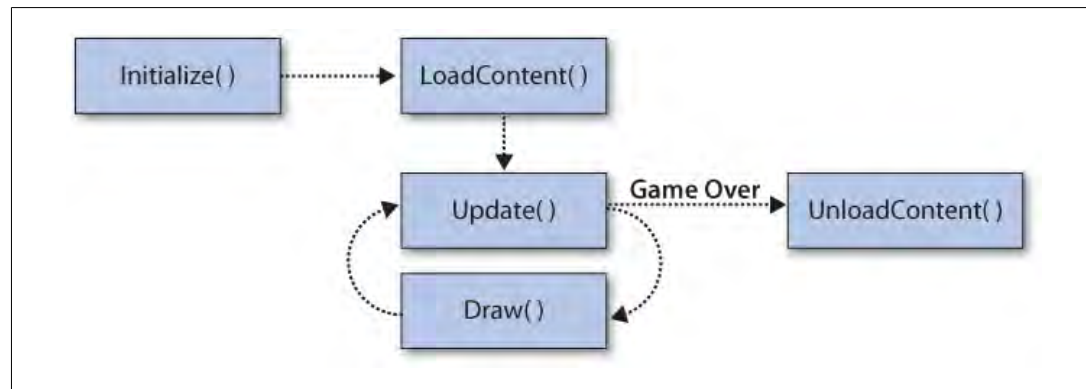 Initialize( )
LoadContent( )
Update( )
Game Over
UnloadContent( )
Draw( )